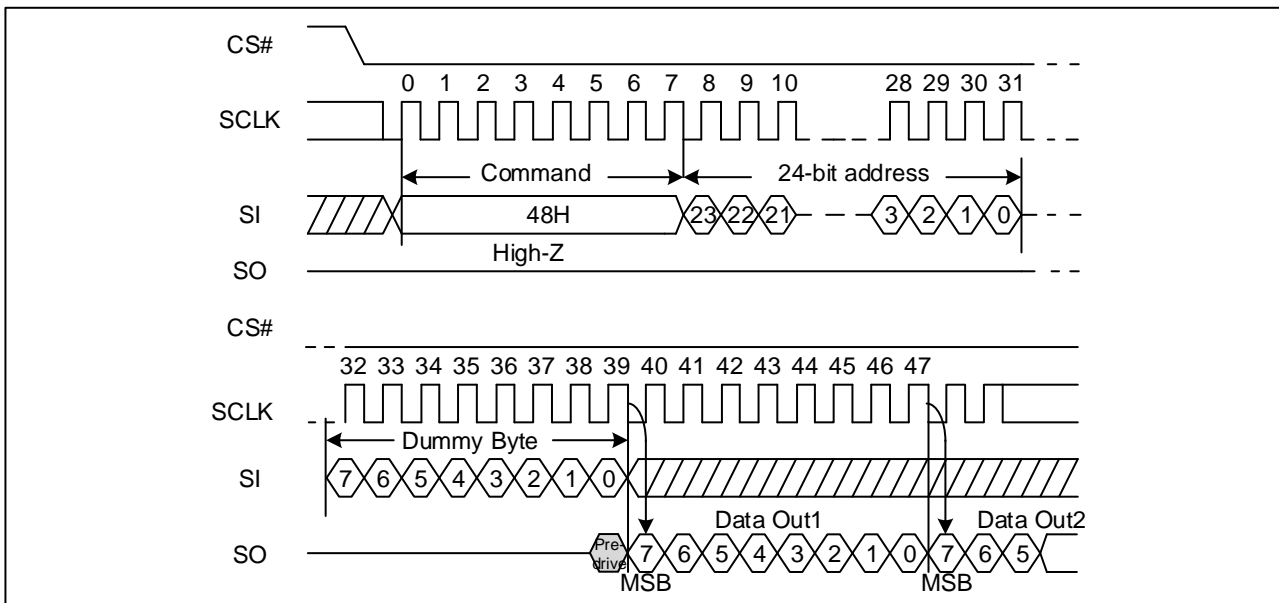 CS#
0 1 2 3 4 5 6 7 8 9 10 28 29 30 31
SCLK
Command 24-bit address
SI 48H 23 22 21 3 2 1 0
High-Z
SO
CS#
32 33 34 35 36 37 38 39 40 41 42 43 44 45 46 47
SCLK
Dummy Byte
SI 7 6 5 4 3 2 1 0
Data Out1 Data Out2
SO Pre-drive 7 6 5 4 3 2 1 0 7 6 5
MSB MSB